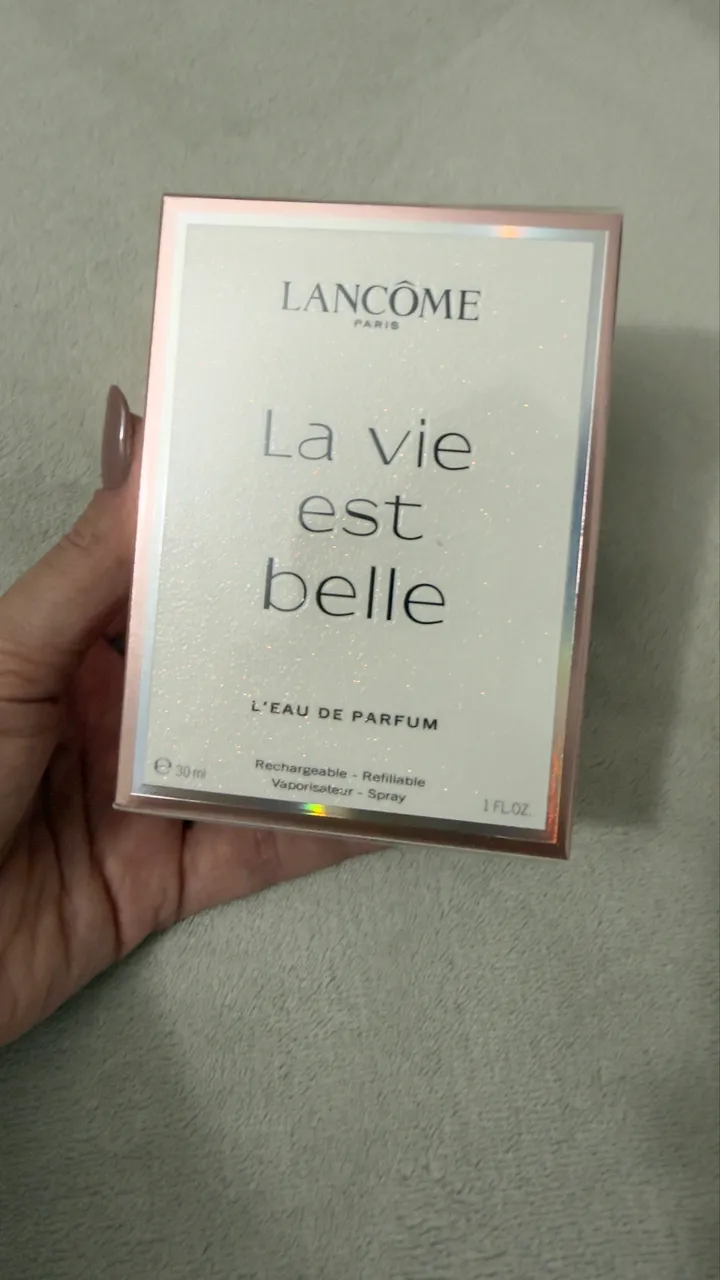 LANCÔME
PARIS
La vie
est
belle
L'EAU DE PARFUM
℮ 30 ml
Rechargeable - Refillable
Vaporisateur - Spray
1 FL.OZ.